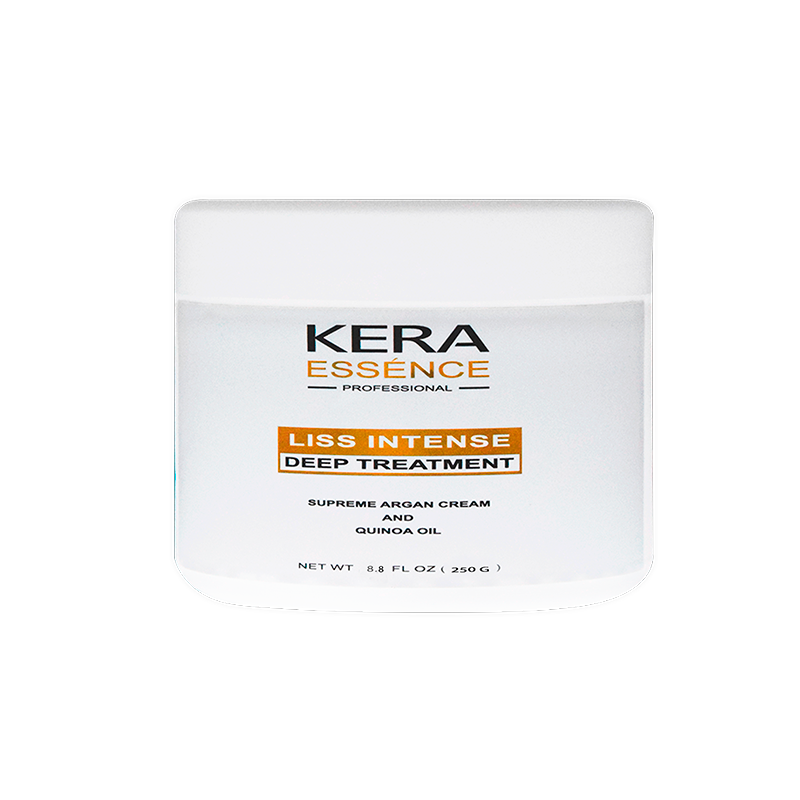 KERA
ESSÉNCE
PROFESSIONAL
LISS INTENSE
DEEP TREATMENT
SUPREME ARGAN CREAM
AND
QUINOA OIL
NET WT 8.8 FL OZ ( 250 G )